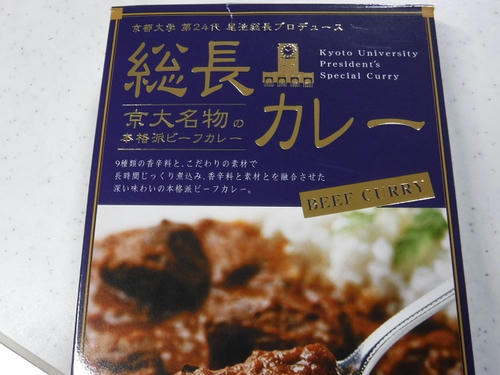 京都大学 第24代 尾池総長プロデュース
総長
カレー
Kyoto University
President's
Special Curry
京大名物の
本格派ビーフカレー
9種類の香辛料と、こだわりの素材で
長時間じっくり煮込み、香辛料と素材とを融合させた
深い味わいの本格派ビーフカレー。
BEEF CURRY